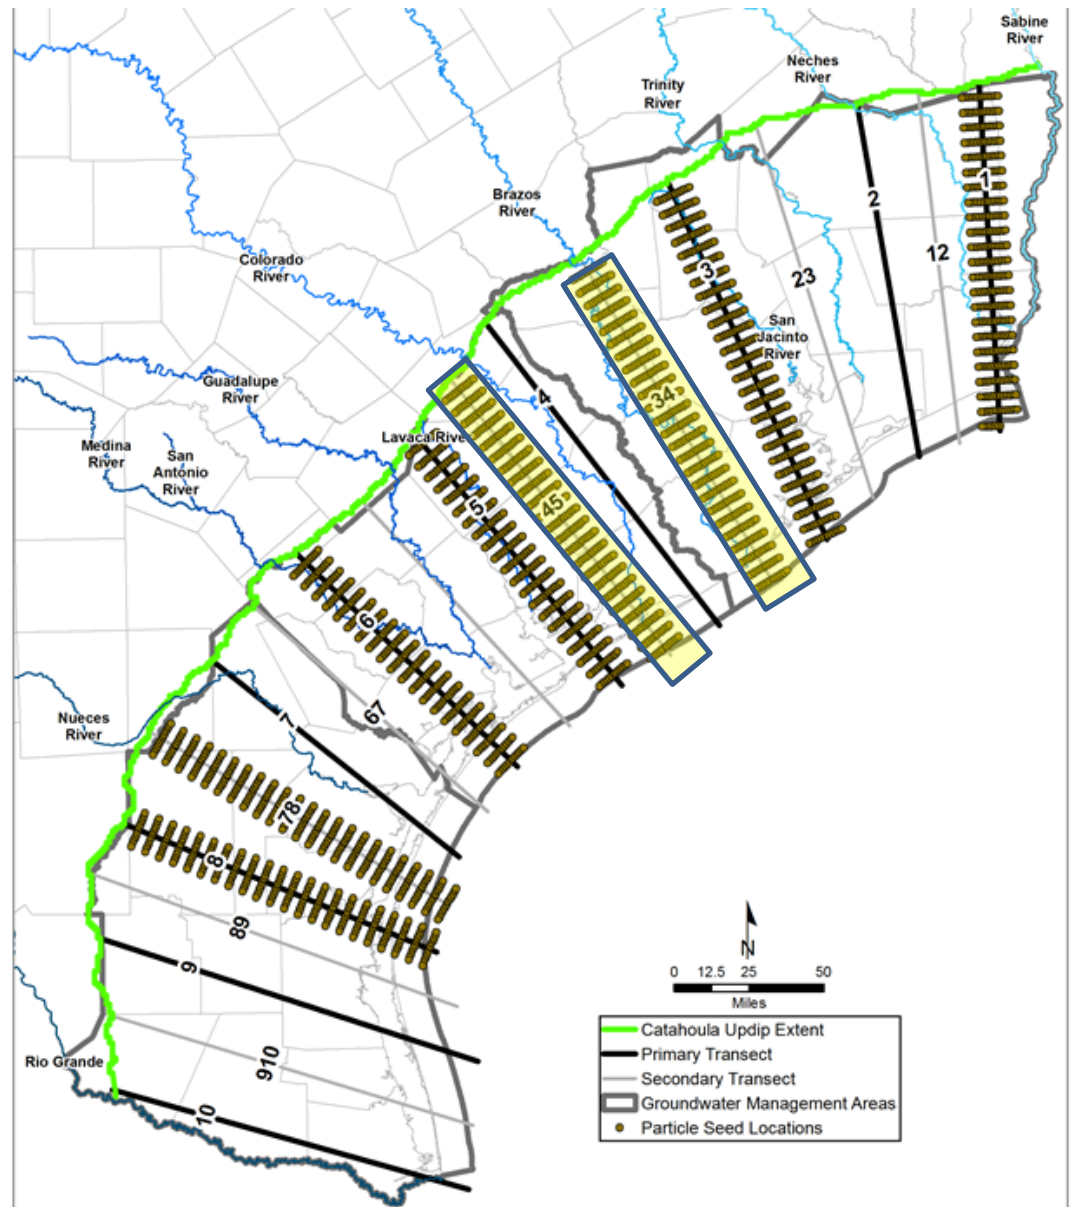 Sabine
River
Neches
River
Trinity
River
1
Brazos
River
2
12
Colorado
River
3
23
San
Jacinto
River
Guadalupe
River
4
34
Lavaca Rive
Medina
River
San
Antonio
River
5
45
6
Nueces
River
67
7
78
8
89
9
N
0 12.5 25 50
Miles
Catahoula Updip Extent
Primary Transect
Secondary Transect
Groundwater Management Areas
Particle Seed Locations
Rio Grande
910
10